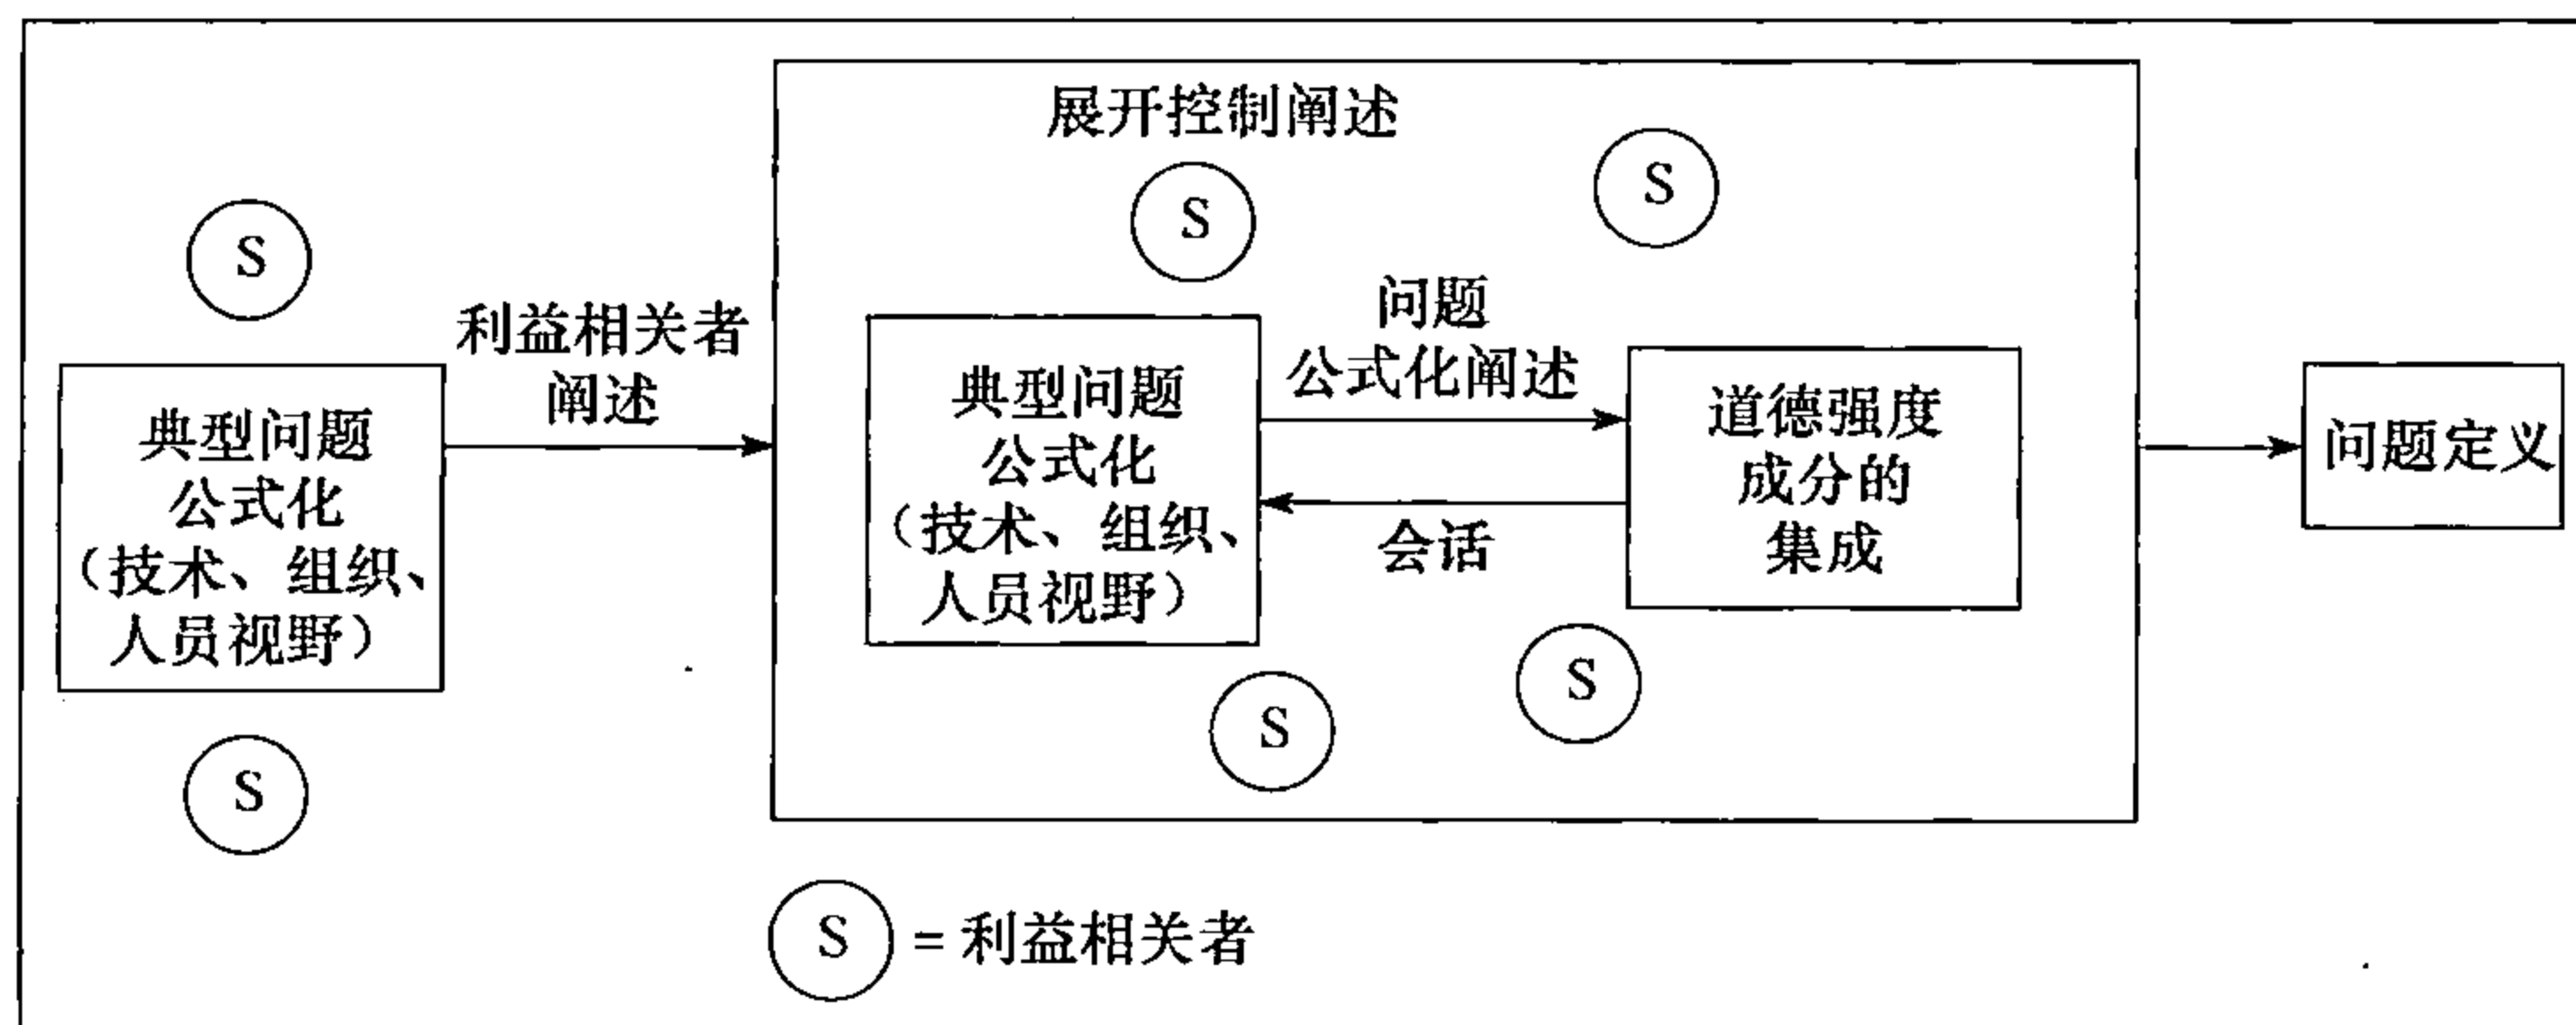 展开控制阐述
S
S
S
利益相关者
阐述
典型问题
公式化
（技术、组织、
人员视野）
S
典型问题
公式化
（技术、组织、
人员视野）
问题
公式化阐述
会话
道德强度
成分的
集成
S
S
问题定义
S = 利益相关者